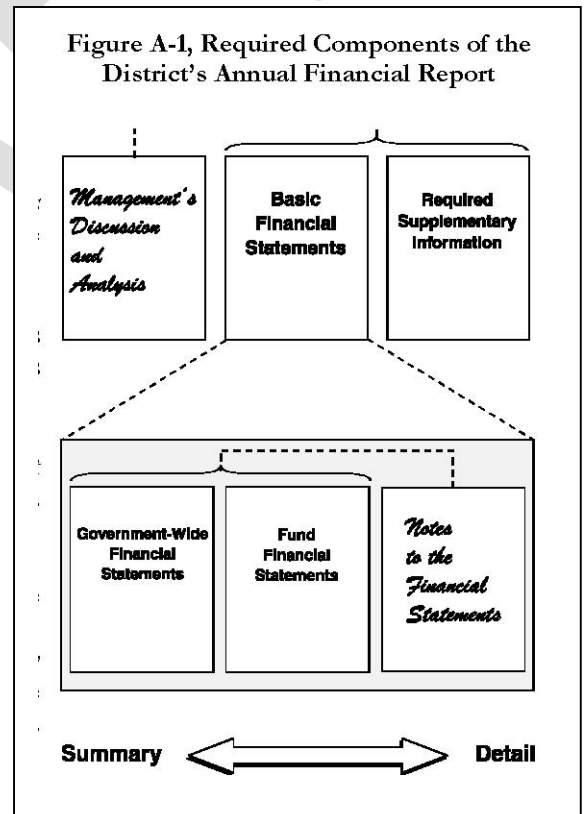 Figure A-1, Required Components of the
District's Annual Financial Report
Management's
Discussion
and
Analysis
Basic
Financial
Statements
Required
Supplementary
Information
Government-Wide
Financial
Statements
Fund
Financial
Statements
Notes
to the
Financial
Statements
Summary
Detail